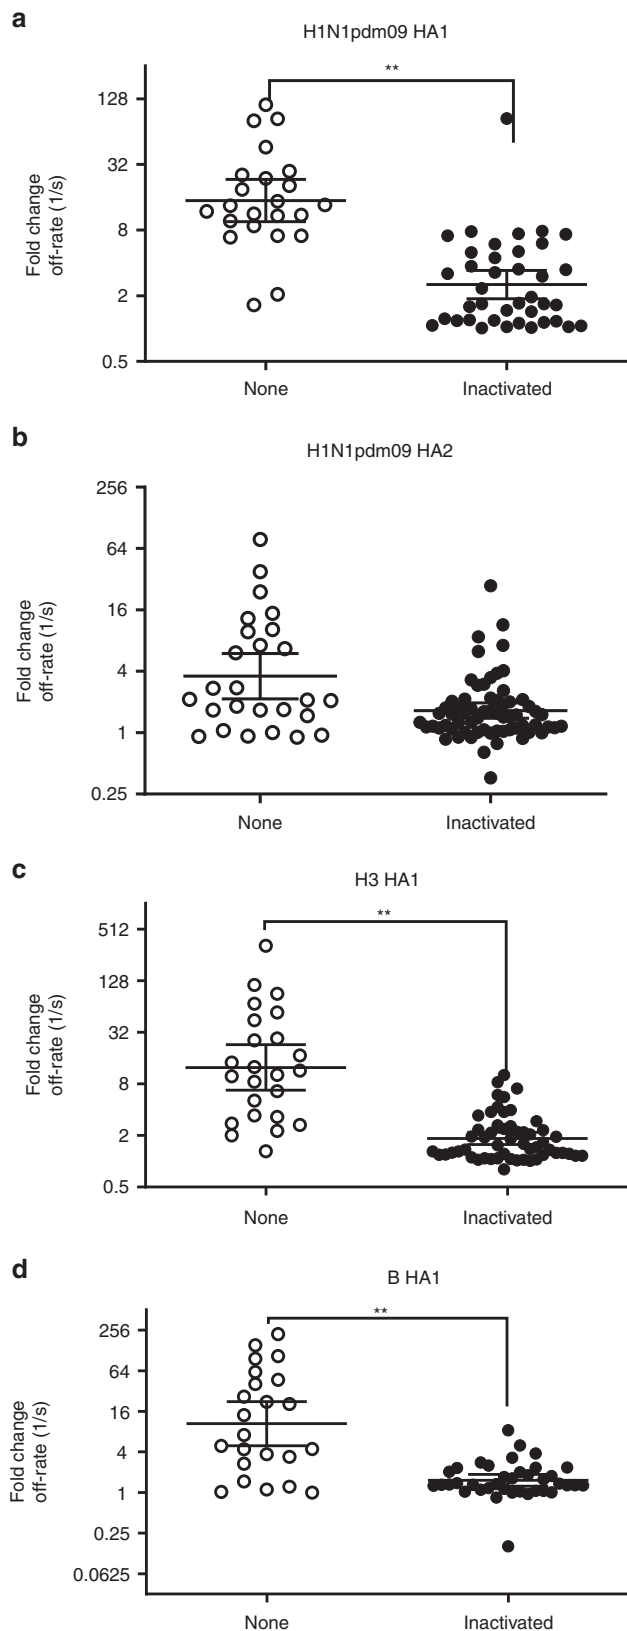 a
H1N1pdm09 HA1
**
128
32
8
2
0.5
Fold change
off-rate (1/s)
None
Inactivated
b
H1N1pdm09 HA2
256
64
16
4
1
0.25
Fold change
off-rate (1/s)
None
Inactivated
c
H3 HA1
**
512
128
32
8
2
0.5
Fold change
off-rate (1/s)
None
Inactivated
d
B HA1
**
256
64
16
4
1
0.25
0.0625
Fold change
off-rate (1/s)
None
Inactivated